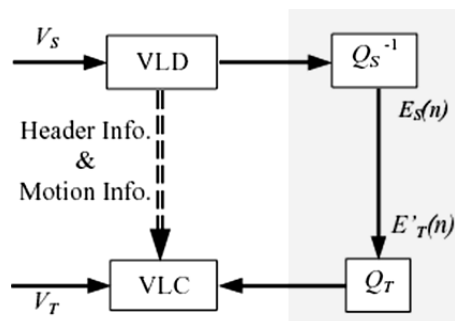 V_S
VLD
Q_S^{-1}
Header Info.
&
Motion Info.
E_S(n)
E'_T(n)
V_T
VLC
Q_T